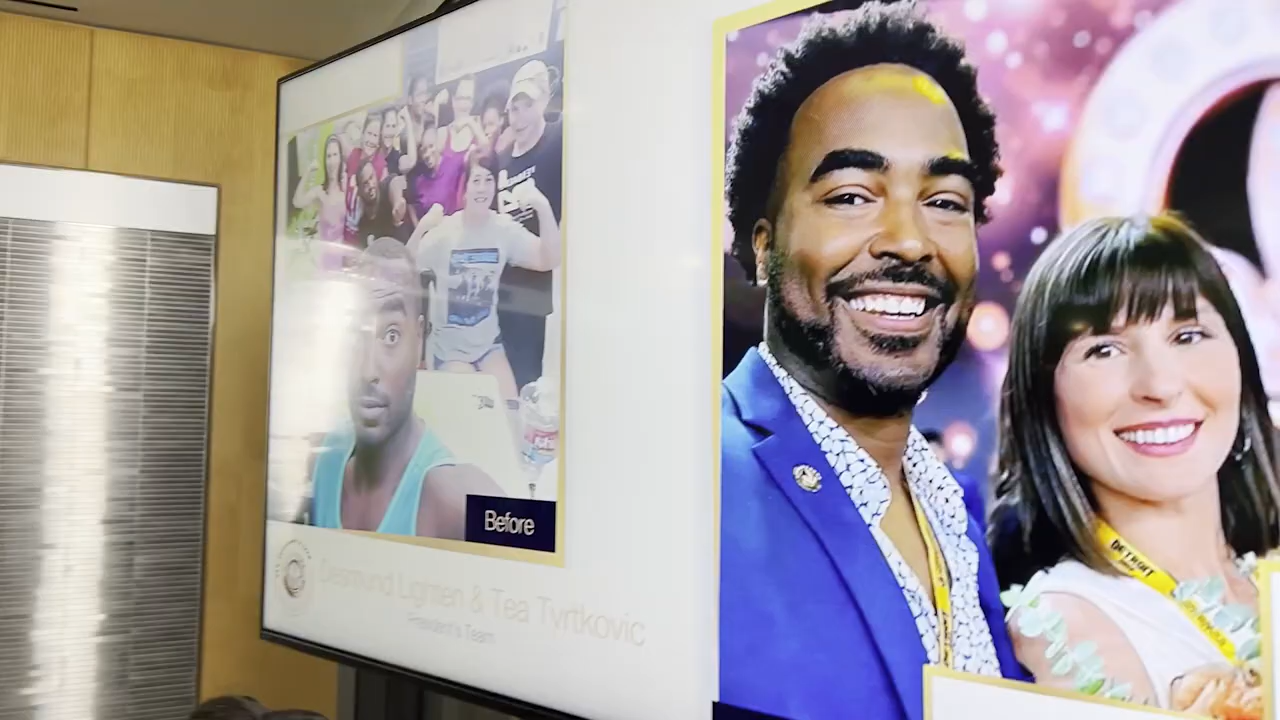 Before
Desmond Lighten & Tea Tyrtkovic
President's Team
DETROIT